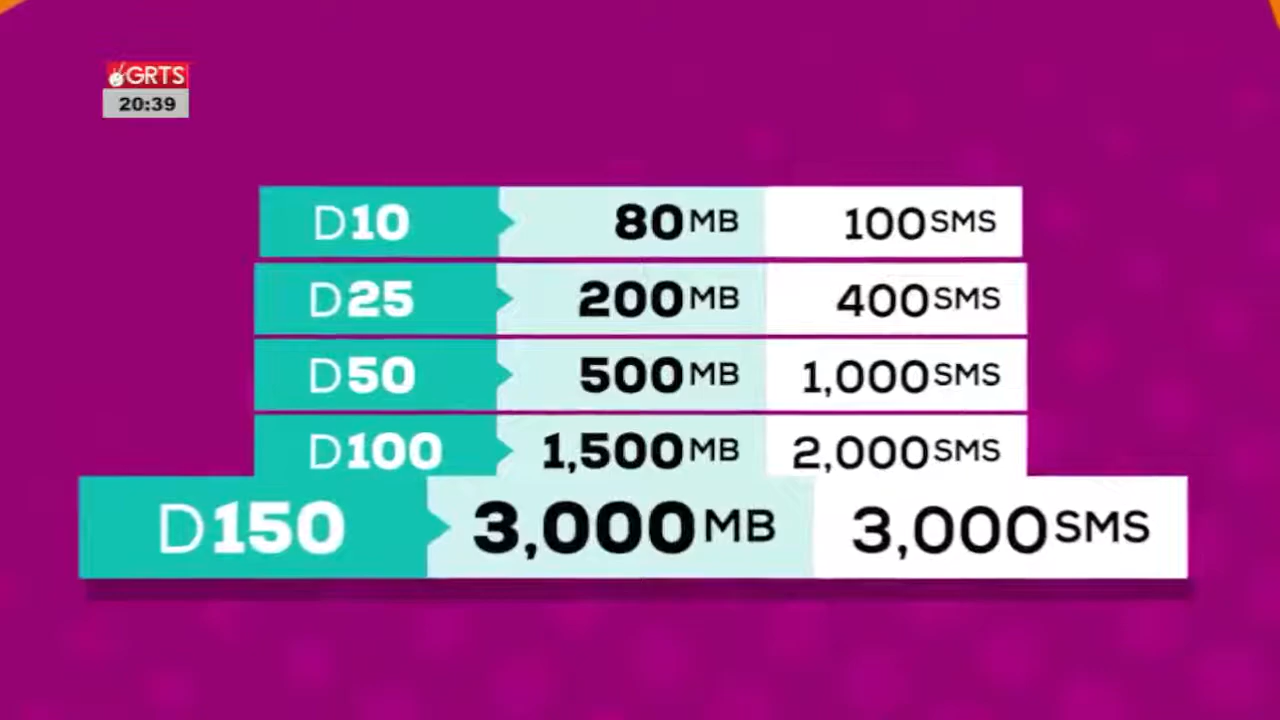 GRTS
20:39
D10 80MB 100SMS
D25 200MB 400SMS
D50 500MB 1,000SMS
D100 1,500MB 2,000SMS
D150 3,000MB 3,000SMS